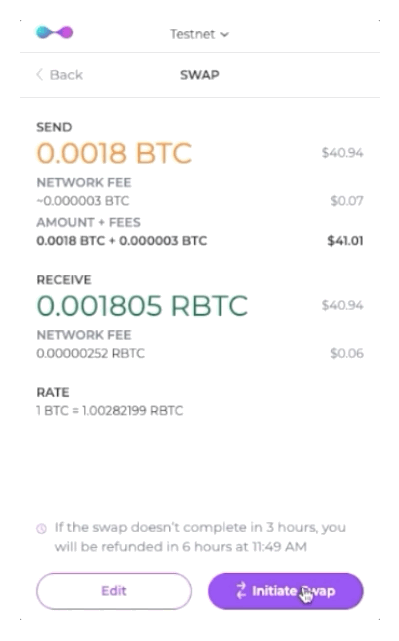 Testnet
Back SWAP
SEND
0.0018 BTC $40.94
NETWORK FEE
~0.000003 BTC $0.07
AMOUNT + FEES
0.0018 BTC + 0.000003 BTC $41.01
RECEIVE
0.001805 RBTC $40.94
NETWORK FEE
0.00000252 RBTC $0.06
RATE
1 BTC = 1.00282199 RBTC
If the swap doesn't complete in 3 hours, you
will be refunded in 6 hours at 11:49 AM
Edit Initiate Swap